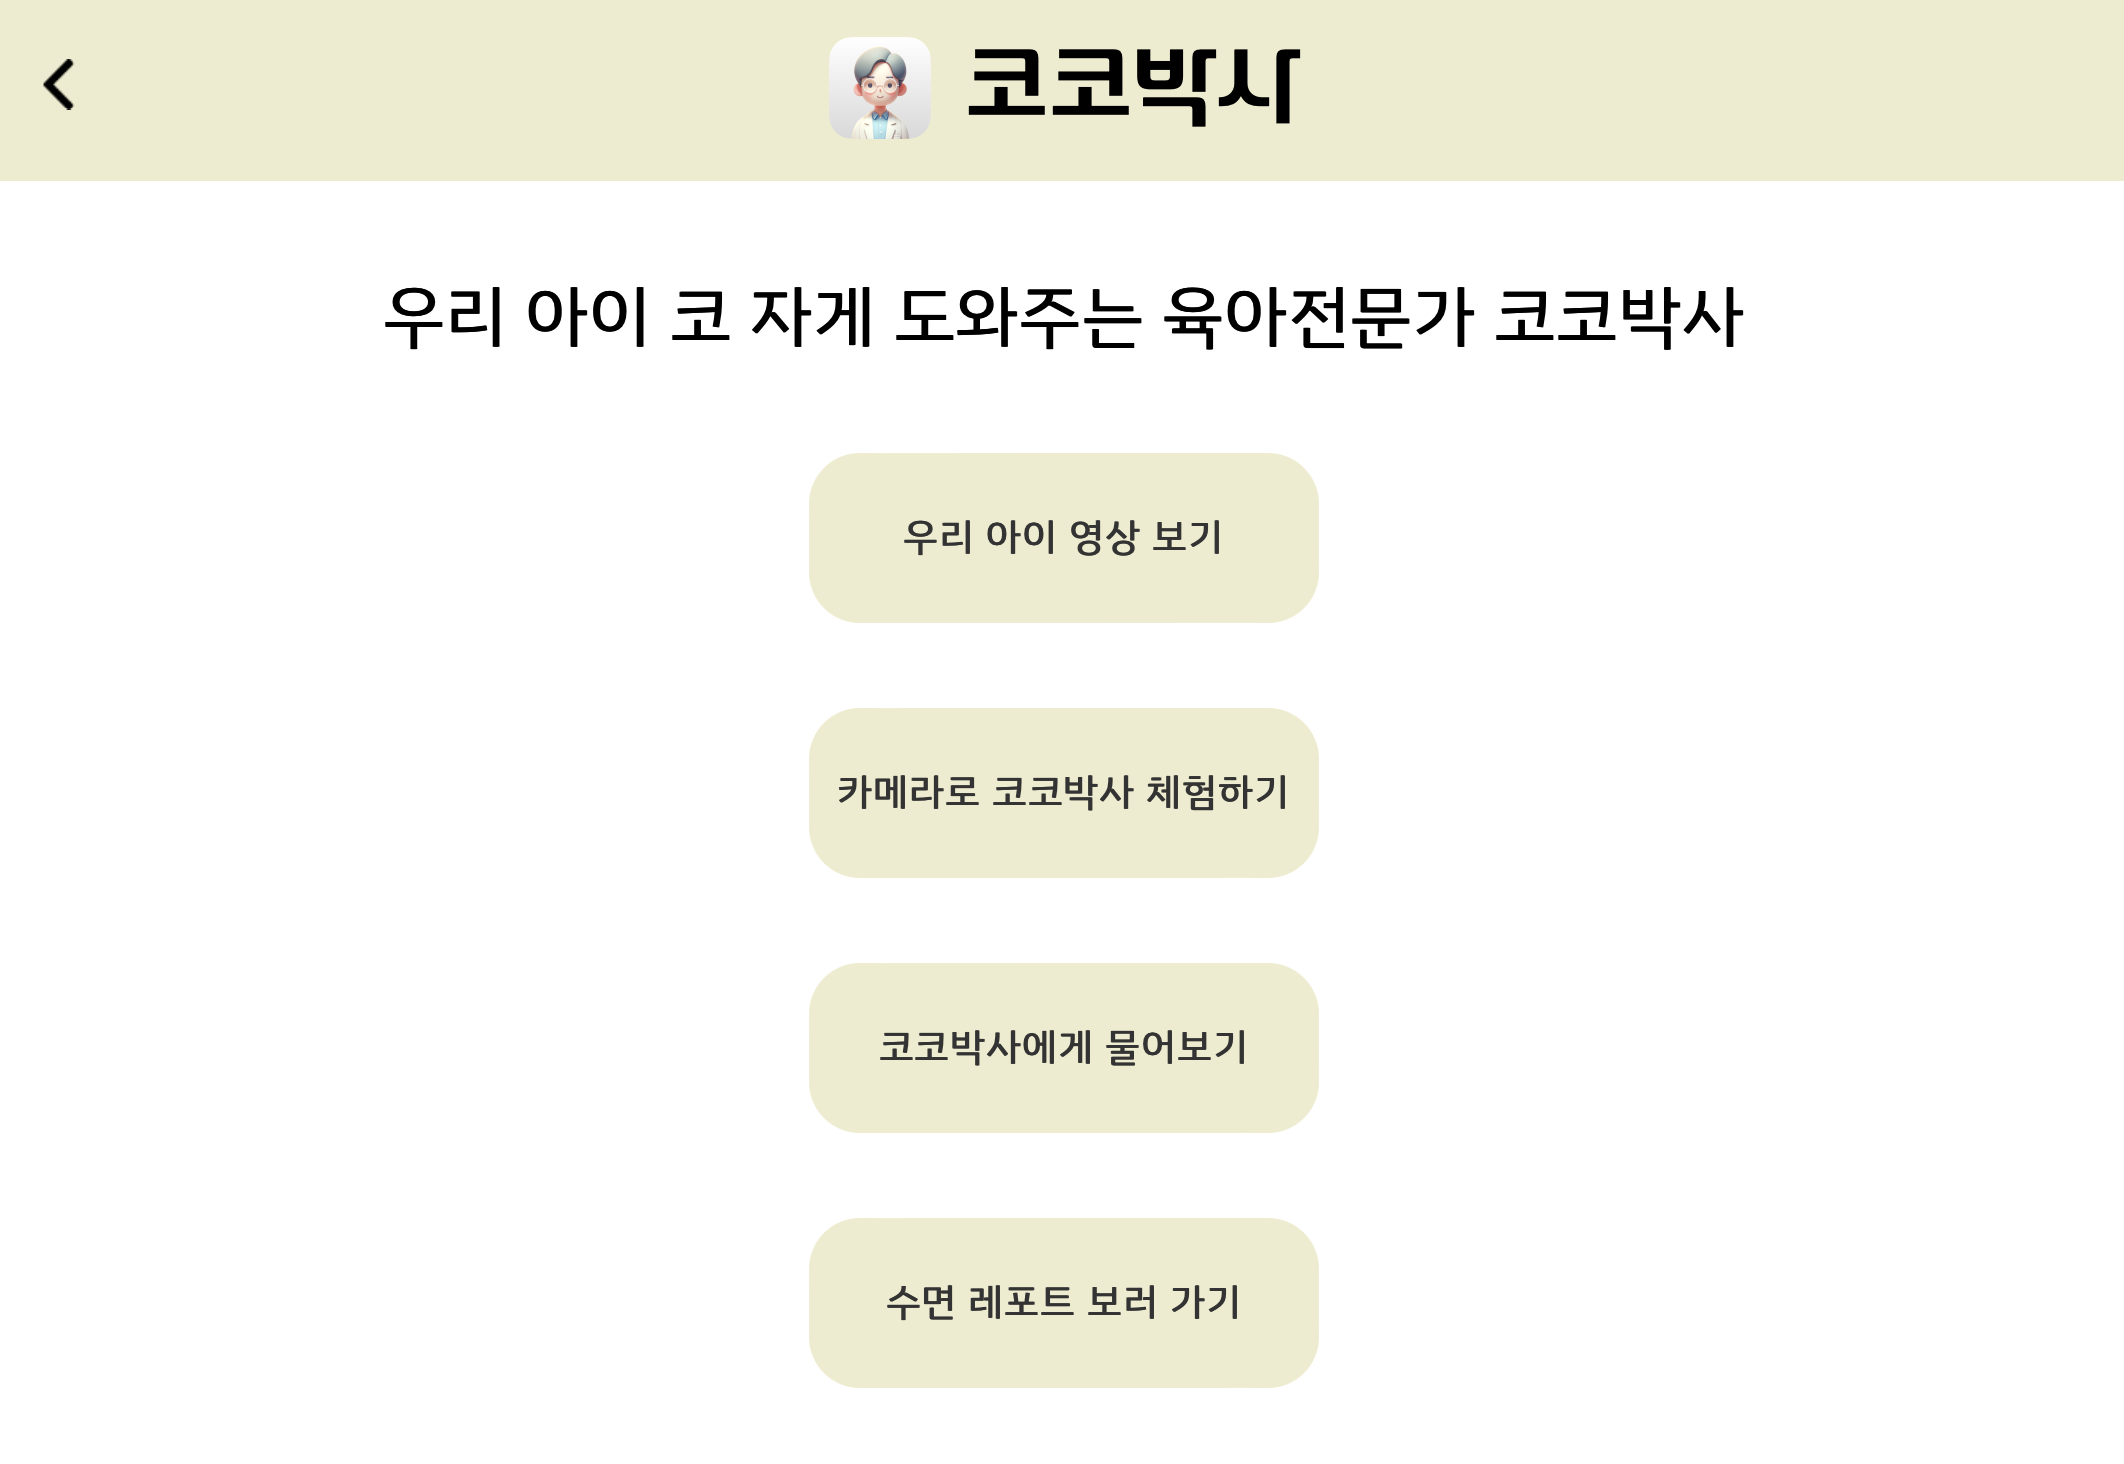 코코박사
우리 아이 코 자게 도와주는 육아전문가 코코박사
우리 아이 영상 보기
카메라로 코코박사 체험하기
코코박사에게 물어보기
수면 레포트 보러 가기